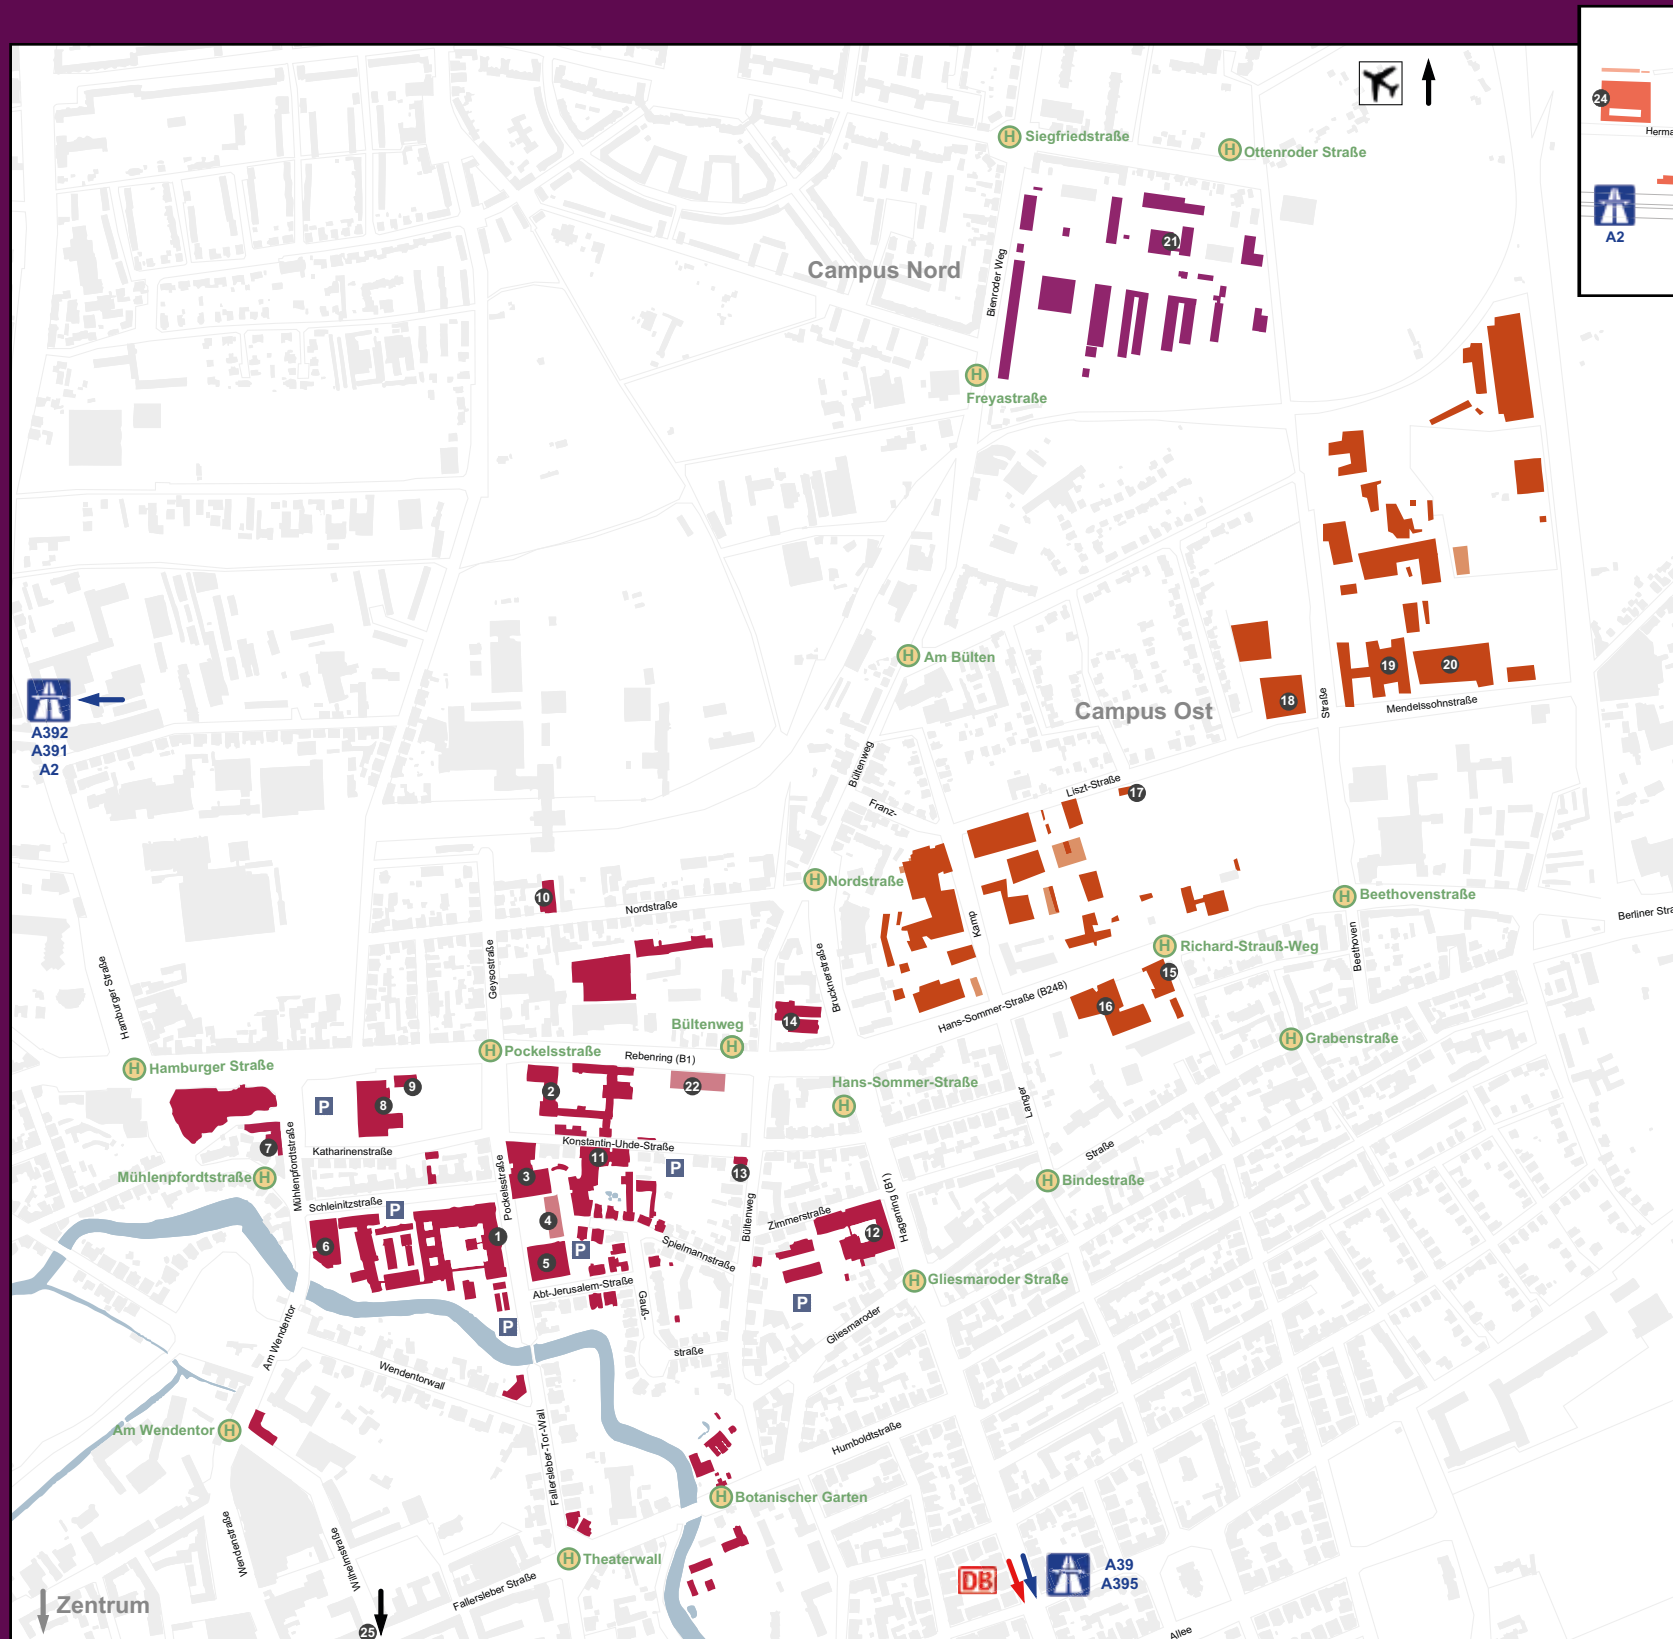 24
Herma
A2
H Siegfriedstraße
H Ottenroder Straße
21
Campus Nord
Bienroder Weg
H
Freyastraße
H Am Bülten
Campus Ost
A392
A391
A2
18
19
20
Straße
Mendelssohnstraße
Bültenweg
Franz-
Liszt-Straße
17
H Nordstraße
10
Nordstraße
Kamp
H Beethovenstraße
Berliner Stra
Beethoven
H Richard-Strauß-Weg
15
16
Hans-Sommer-Straße (B248)
Geysostraße
Hamburger Straße
Brucknerstraße
14
Bültenweg
H
H Pockelsstraße
Rebenring (B1)
H Grabenstraße
H Hamburger Straße
9
8
P
2
22
Hans-Sommer-Straße
H
Langer
Straße
Mühlenpfordtstraße
7
Katharinenstraße
Konstantin-Uhde-Straße
11
P
13
3
Pockelsstraße
Mühlenpfordtstraße H
H Bindestraße
Schleinitzstraße
P
4
1
6
5
P
Zimmerstraße
12
Hagenring (B1)
Bültenweg
Spielmannstraße
Abt-Jerusalem-Straße
Gauß-
straße
H Gliesmaroder Straße
P
Gliesmaroder
P
Am Wendentor
Wendentorwall
Am Wendentor H
Fallersleber-Tor-Wall
Humboldtstraße
H Botanischer Garten
Wendenstraße
Wilhelmstraße
H Theaterwall
Fallersleber Straße
DB
A39
A395
Zentrum
25
Allee